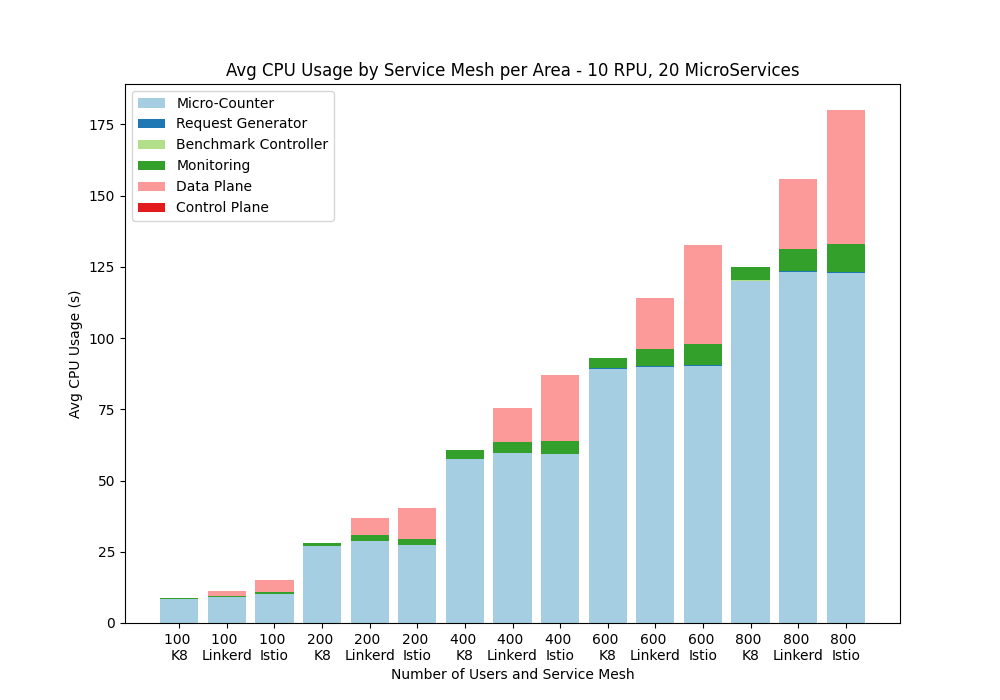 Avg CPU Usage by Service Mesh per Area - 10 RPU, 20 MicroServices
Micro-Counter
Request Generator
Benchmark Controller
Monitoring
Data Plane
Control Plane
Avg CPU Usage (s)
175
150
125
100
75
50
25
0
100 100 100 200 200 200 400 400 400 600 600 600 800 800 800
K8 Linkerd Istio K8 Linkerd Istio K8 Linkerd Istio K8 Linkerd Istio K8 Linkerd Istio
Number of Users and Service Mesh